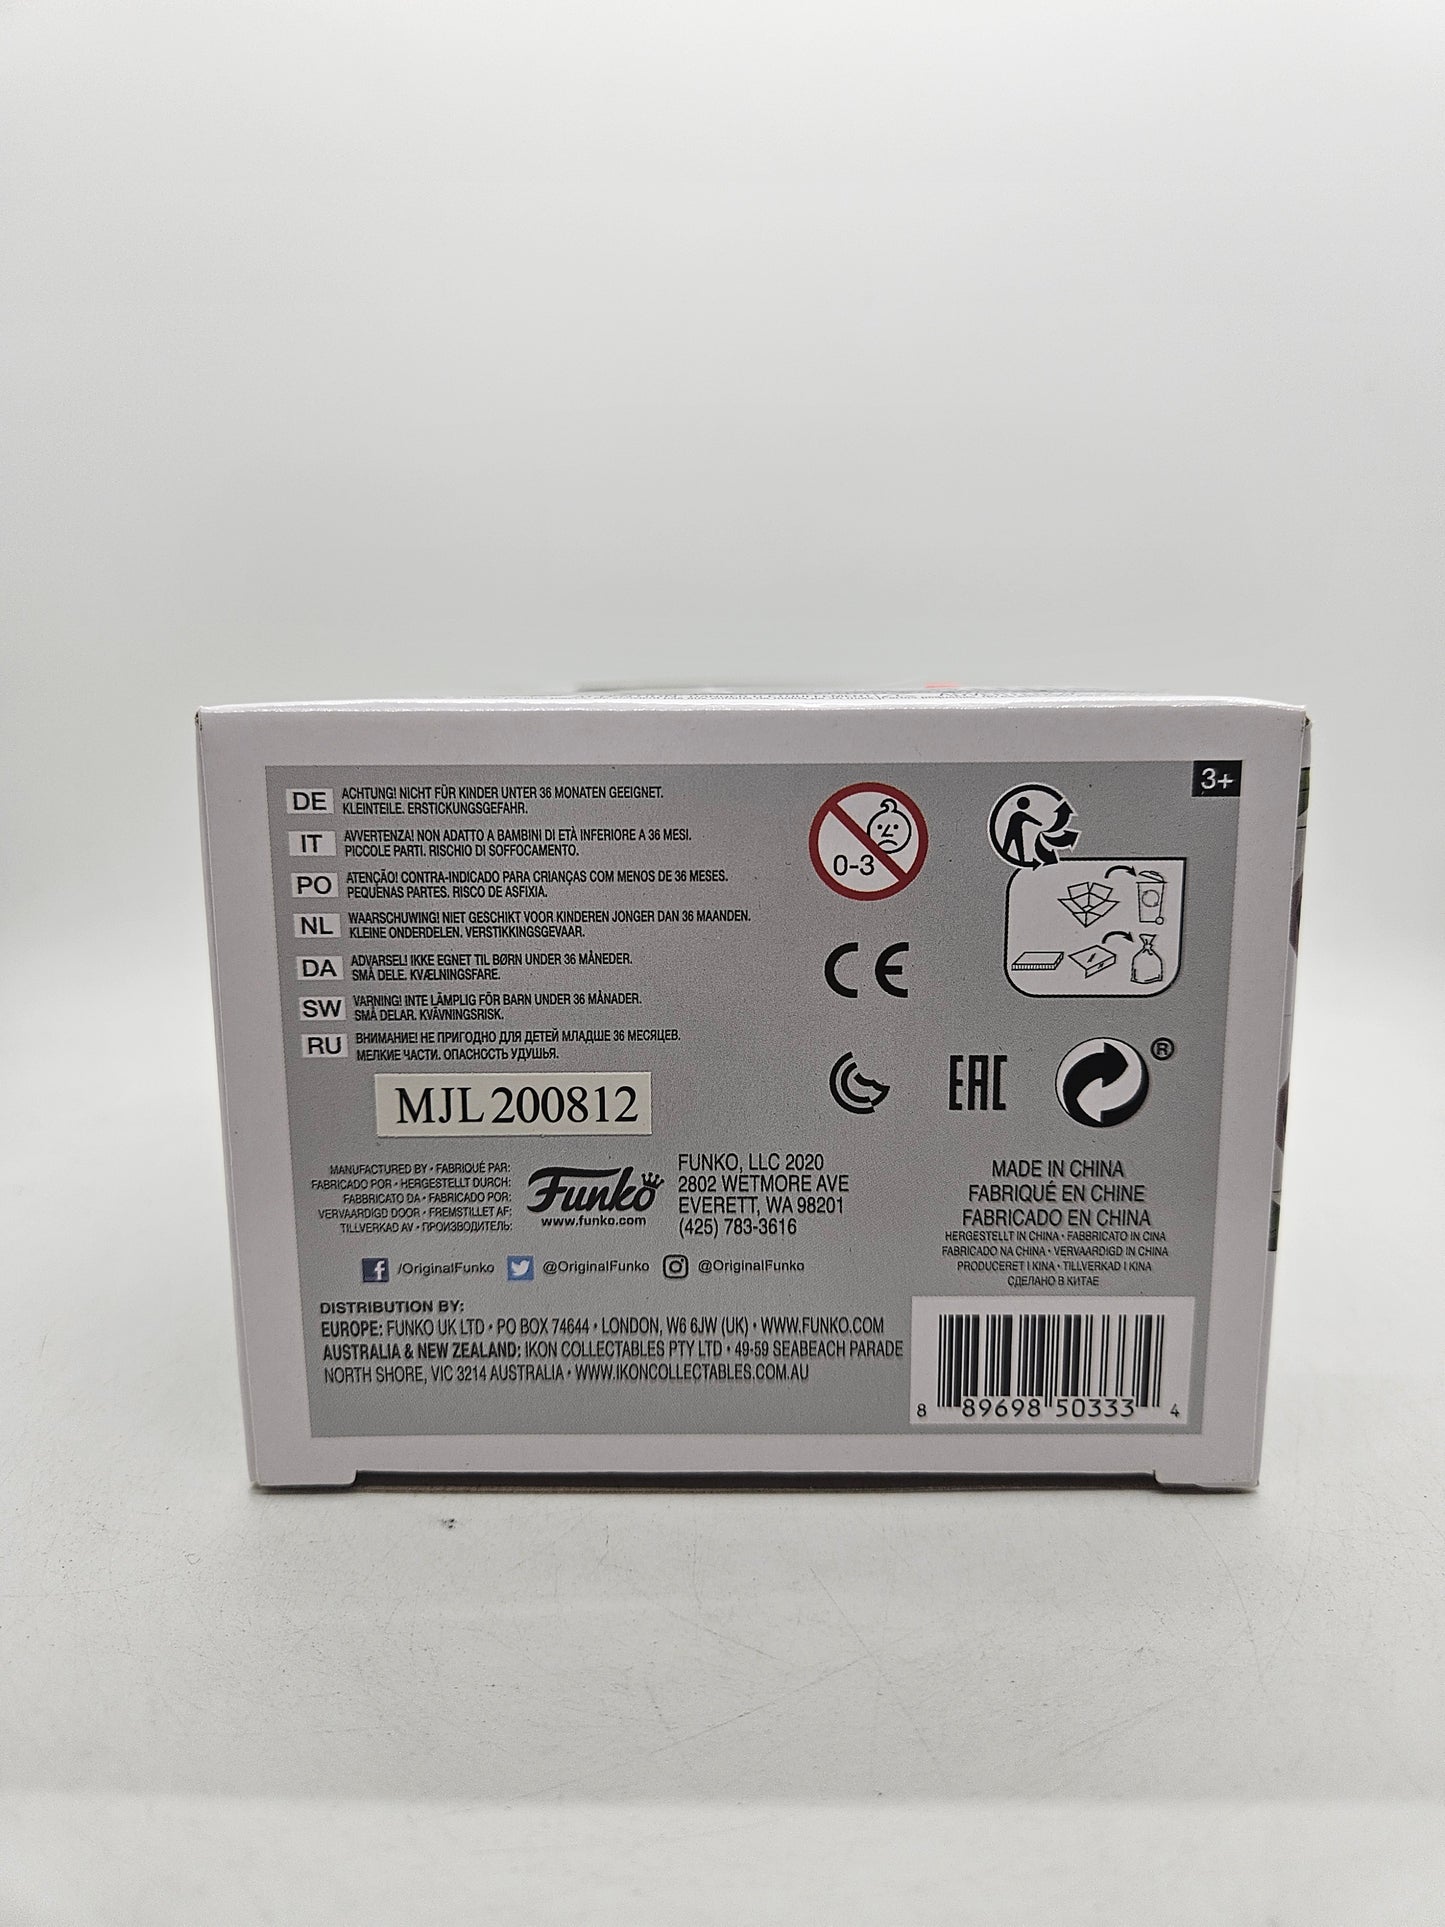 3+
DE ACHTUNG! NICHT FÜR KINDER UNTER 36 MONATEN GEEIGNET.
KLEINTEILE. ERSTICKUNGSGEFAHR.
IT AVVERTENZA! NON ADATTO A BAMBINI DI ETÀ INFERIORE A 36 MESI.
PICCOLE PARTI. RISCHIO DI SOFFOCAMENTO.
PO ATENÇÃO! CONTRA-INDICADO PARA CRIANÇAS COM MENOS DE 36 MESES.
PEQUENAS PARTES. RISCO DE ASFIXIA.
NL WAARSCHUWING! NIET GESCHIKT VOOR KINDEREN JONGER DAN 36 MAANDEN.
KLEINE ONDERDELEN. VERSTIKKINGSGEVAAR.
DA ADVARSEL! IKKE EGNET TIL BØRN UNDER 36 MÅNEDER.
SMÅ DELE. KVÆLNINGSFARE.
SW VARNING! INTE LÄMPLIG FÖR BARN UNDER 36 MÅNADER.
SMÅ DELAR. KVÄVNINGSRISK.
RU ВНИМАНИЕ! НЕ ПРИГОДНО ДЛЯ ДЕТЕЙ МЛАДШЕ 36 МЕСЯЦЕВ.
МЕЛКИЕ ЧАСТИ. ОПАСНОСТЬ УДУШЬЯ.
0-3
CE
EAC
®
MJL 200812
MANUFACTURED BY • FABRIQUÉ PAR:
FABRICADO POR • HERGESTELLT DURCH:
FABBRICATO DA • FABRICADO POR:
VERVAARDIGD DOOR • FREMSTILLET AF:
TILLVERKAD AV • ПРОИЗВОДИТЕЛЬ:
Funko
www.funko.com
FUNKO, LLC 2020
2802 WETMORE AVE
EVERETT, WA 98201
(425) 783-3616
MADE IN CHINA
FABRIQUÉ EN CHINE
FABRICADO EN CHINA
HERGESTELLT IN CHINA • FABBRICATO IN CINA
FABRICADO NA CHINA • VERVAARDIGD IN CHINA
PRODUCERET I KINA • TILLVERKAD I KINA
СДЕЛАНО В КИТАЕ
f /OriginalFunko @OriginalFunko @OriginalFunko
DISTRIBUTION BY:
EUROPE: FUNKO UK LTD • PO BOX 74644 • LONDON, W6 6JW (UK) • WWW.FUNKO.COM
AUSTRALIA & NEW ZEALAND: IKON COLLECTABLES PTY LTD • 49-59 SEABEACH PARADE
NORTH SHORE, VIC 3214 AUSTRALIA • WWW.IKONCOLLECTABLES.COM.AU
8 89698 50333 4